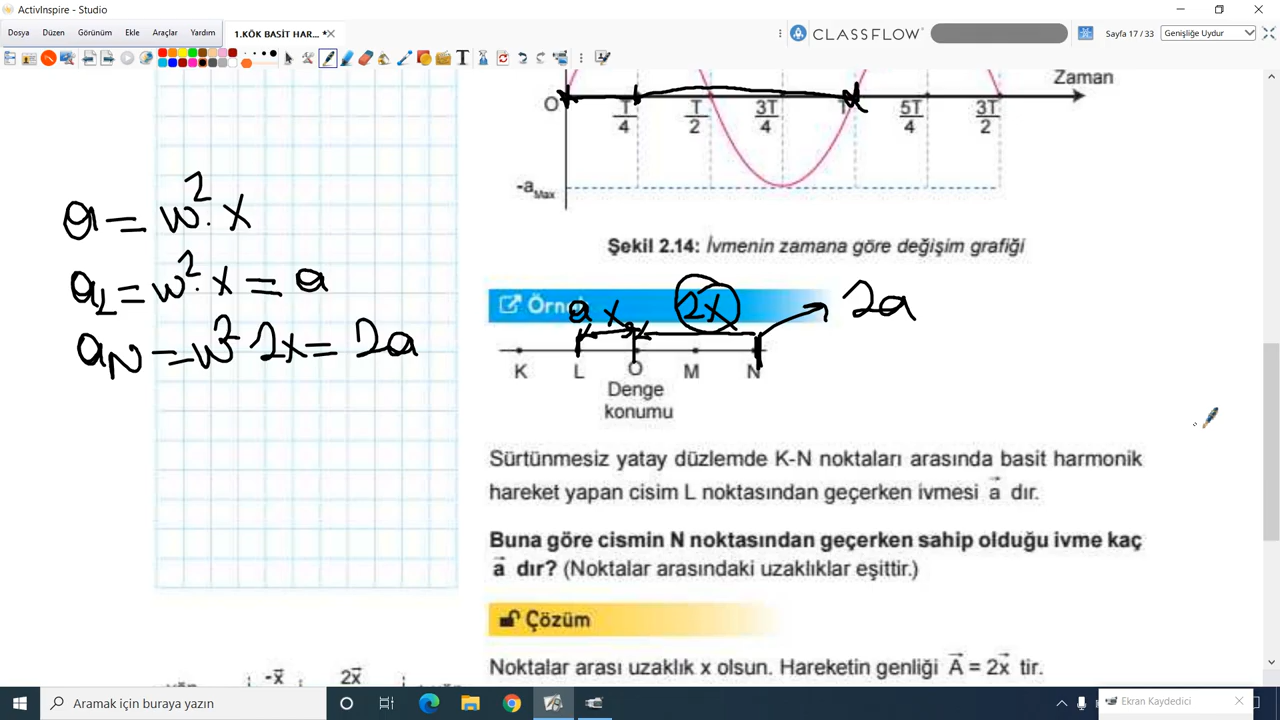 ActivInspire - Studio
Dosya Düzen Görünüm Ekle Araçlar Yardım
1.KÖK BASİT HAR... *
CLASSFLOW
Sayfa 17 / 33
Genişliğe Uydur
Zaman
O
T/4 T/2 3T/4 T 5T/4 3T/2
-aMax
Şekil 2.14: İvmenin zamana göre değişim grafiği
a = w². x
aL = w². x = a
aN = w² 2x = 2a
Örnek
a x 2x 2a
K L O M N
Denge
konumu
Sürtünmesiz yatay düzlemde K-N noktaları arasında basit harmonik
hareket yapan cisim L noktasından geçerken ivmesi a⃗ dır.
Buna göre cismin N noktasından geçerken sahip olduğu ivme kaç
a⃗ dır? (Noktalar arasındaki uzaklıklar eşittir.)
Çözüm
Noktalar arası uzaklık x olsun. Hareketin genliği A⃗ = 2x⃗ tir.
-x⃗ 2x⃗
Aramak için buraya yazın
Ekran Kaydedici